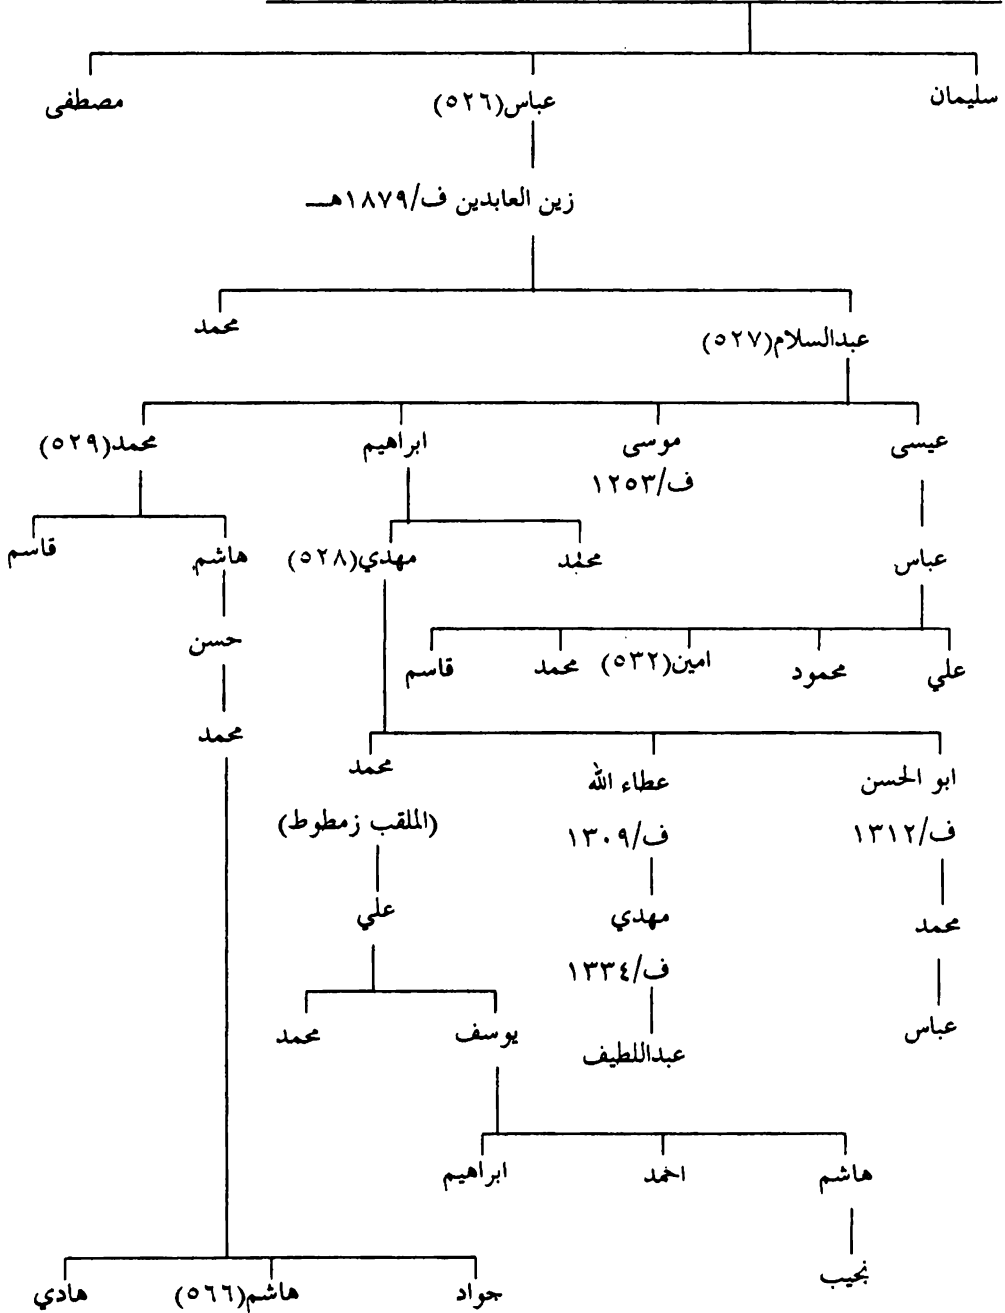 سليمان عباس(٥٢٦) مصطفى
زين العابدين ف/١٨٧٩هـ
محمد
عبدالسلام(٥٢٧)
عيسى موسى ابراهيم محمد(٥٢٩)
ف/١٢٥٣
عباس محمد مهدي(٥٢٨) هاشم قاسم
حسن
علي محمود امين(٥٣٢) محمد قاسم
محمد
ابو الحسن عطاء الله محمد
ف/١٣١٢ ف/١٣٠٩ (الملقب زمطوط)
محمد مهدي علي
ف/١٣٣٤
عباس عبداللطيف يوسف محمد
هاشم احمد ابراهيم
نجيب
جواد هاشم(٥٦٦) هادي